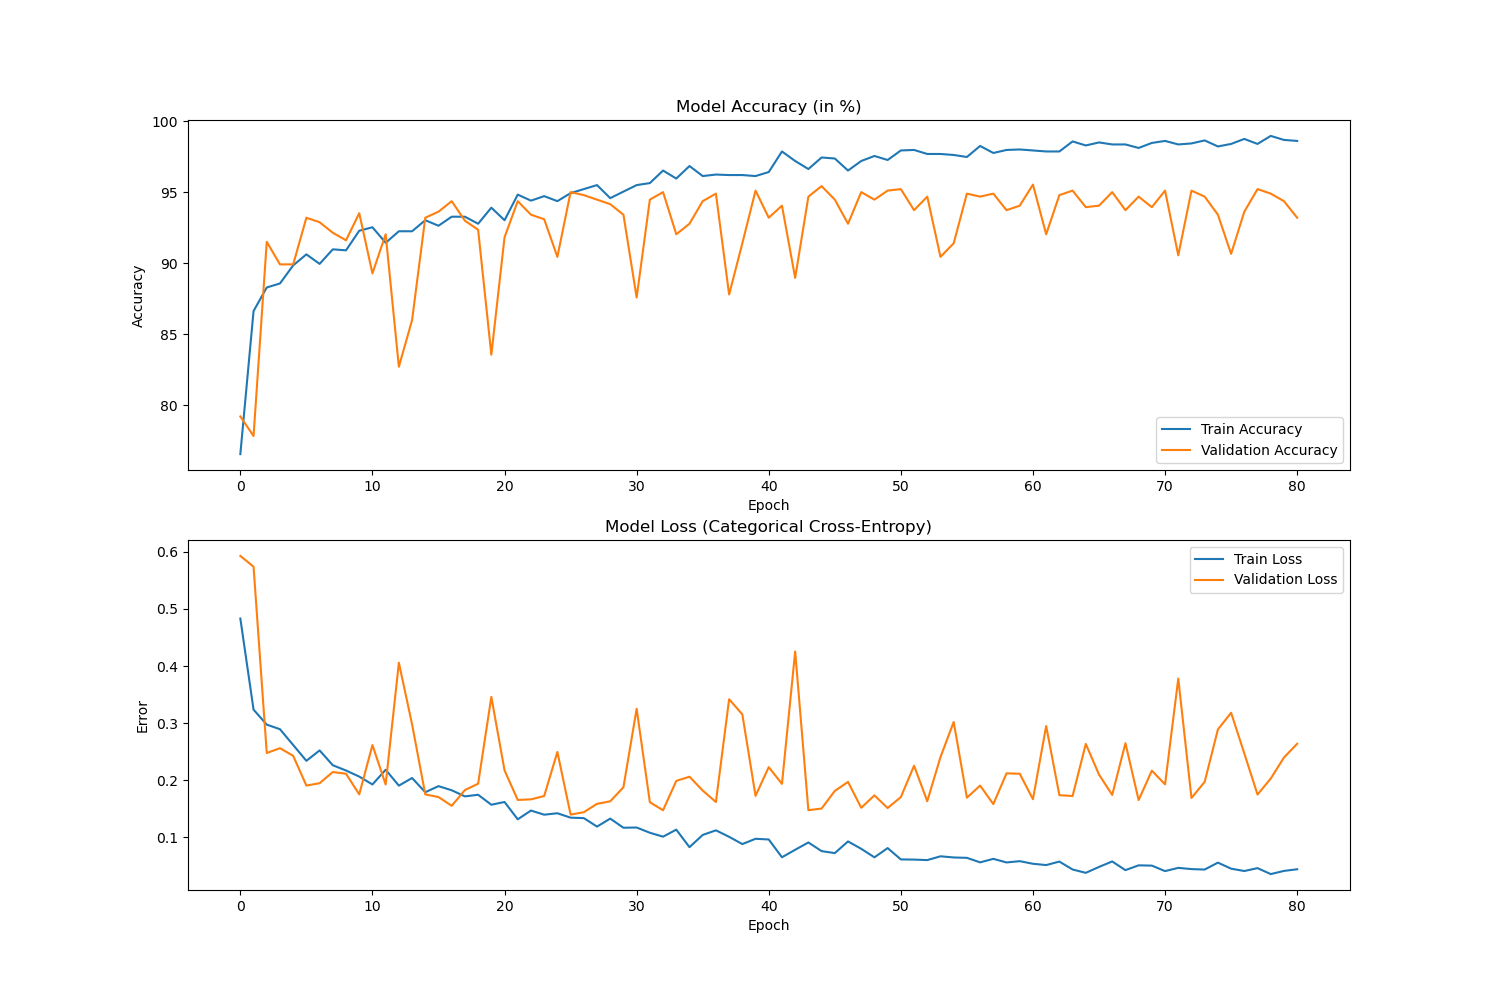 Model Accuracy (in %)
100
95
90
85
80
Accuracy
Train Accuracy
Validation Accuracy
0 10 20 30 40 50 60 70 80
Epoch
Model Loss (Categorical Cross-Entropy)
0.6
0.5
0.4
0.3
0.2
0.1
Error
Train Loss
Validation Loss
0 10 20 30 40 50 60 70 80
Epoch